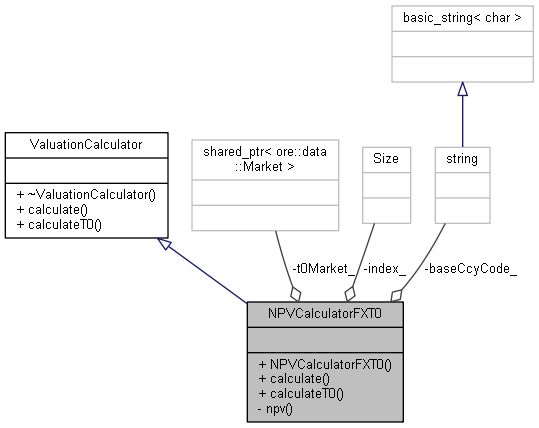 basic_string< char >
ValuationCalculator
+ ~ValuationCalculator()
+ calculate()
+ calculateT0()
shared_ptr< ore::data
::Market >
Size
string
-t0Market_
-index_
-baseCcyCode_
NPVCalculatorFXT0
+ NPVCalculatorFXT0()
+ calculate()
+ calculateT0()
- npv()